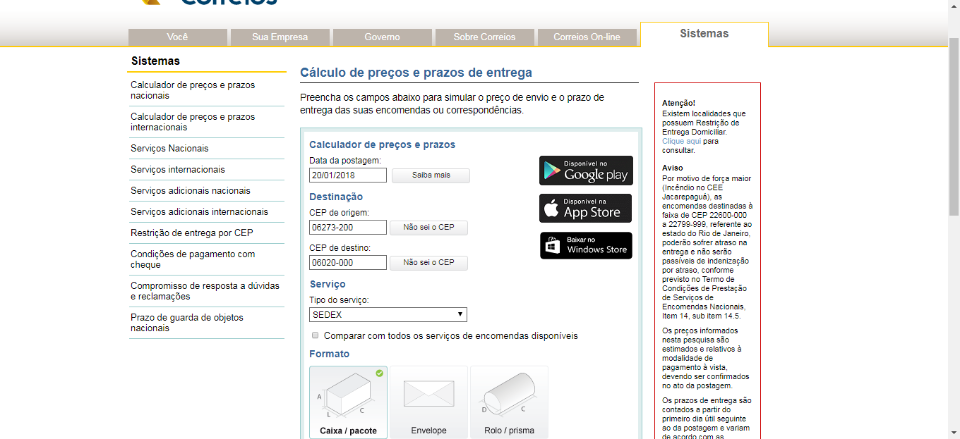 Correios
Você
Sua Empresa
Governo
Sobre Correios
Correios On-line
Sistemas
Sistemas
Calculador de preços e prazos
nacionais
Calculador de preços e prazos
internacionais
Serviços Nacionais
Serviços internacionais
Serviços adicionais nacionais
Serviços adicionais internacionais
Restrição de entrega por CEP
Condições de pagamento com
cheque
Compromisso de resposta a dúvidas
e reclamações
Prazo de guarda de objetos
nacionais
Cálculo de preços e prazos de entrega
Preencha os campos abaixo para simular o preço de envio e o prazo de
entrega das suas encomendas ou correspondências.
Calculador de preços e prazos
Data da postagem:
20/01/2018
Saiba mais
Destinação
CEP de origem:
06273-200
Não sei o CEP
CEP de destino:
06020-000
Não sei o CEP
Serviço
Tipo do serviço:
SEDEX
Comparar com todos os serviços de encomendas disponíveis
Formato
A
L
C
Caixa / pacote
Envelope
D
C
Rolo / prisma
Disponível no
Google play
Disponível na
App Store
Baixar no
Windows Store
Atenção!
Existem localidades que
possuem Restrição de
Entrega Domiciliar.
Clique aqui para
consultar.
Aviso
Por motivo de força maior
(Incêndio no CEE
Jacarepaguá), as
encomendas destinadas à
faixa de CEP 22600-000
a 22799-999, referente ao
estado do Rio de Janeiro,
poderão sofrer atraso na
entrega e não serão
passíveis de indenização
por atraso, conforme
previsto no Termo de
Condições de Prestação
de Serviços de
Encomendas Nacionais,
Item 14, sub item 14.5.
Os preços informados
nesta pesquisa são
estimados e relativos à
modalidade de
pagamento à vista,
devendo ser confirmados
no ato da postagem.
Os prazos de entrega são
contados a partir do
primeiro dia útil seguinte
ao da postagem e variam
de acordo com as